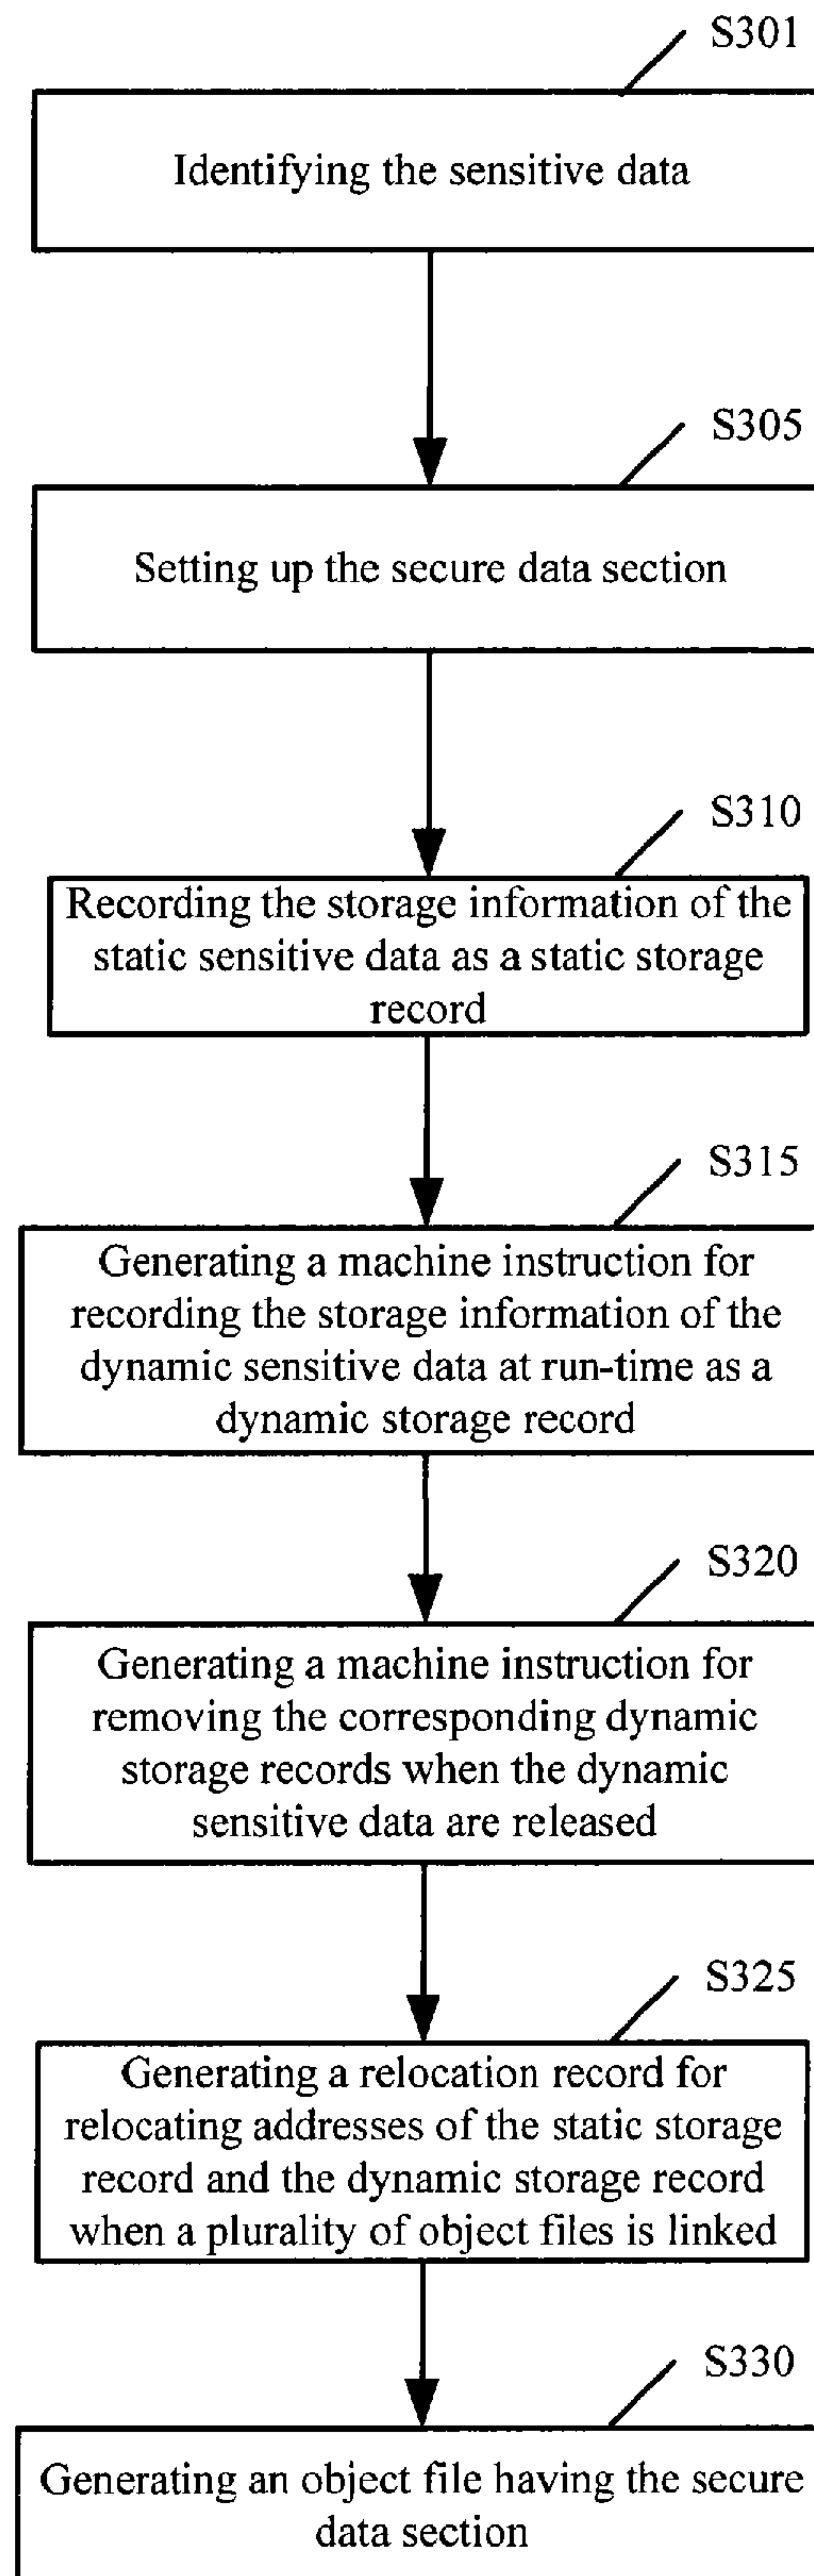 S301
Identifying the sensitive data
S305
Setting up the secure data section
S310
Recording the storage information of the
static sensitive data as a static storage
record
S315
Generating a machine instruction for
recording the storage information of the
dynamic sensitive data at run-time as a
dynamic storage record
S320
Generating a machine instruction for
removing the corresponding dynamic
storage records when the dynamic
sensitive data are released
S325
Generating a relocation record for
relocating addresses of the static storage
record and the dynamic storage record
when a plurality of object files is linked
S330
Generating an object file having the secure
data section